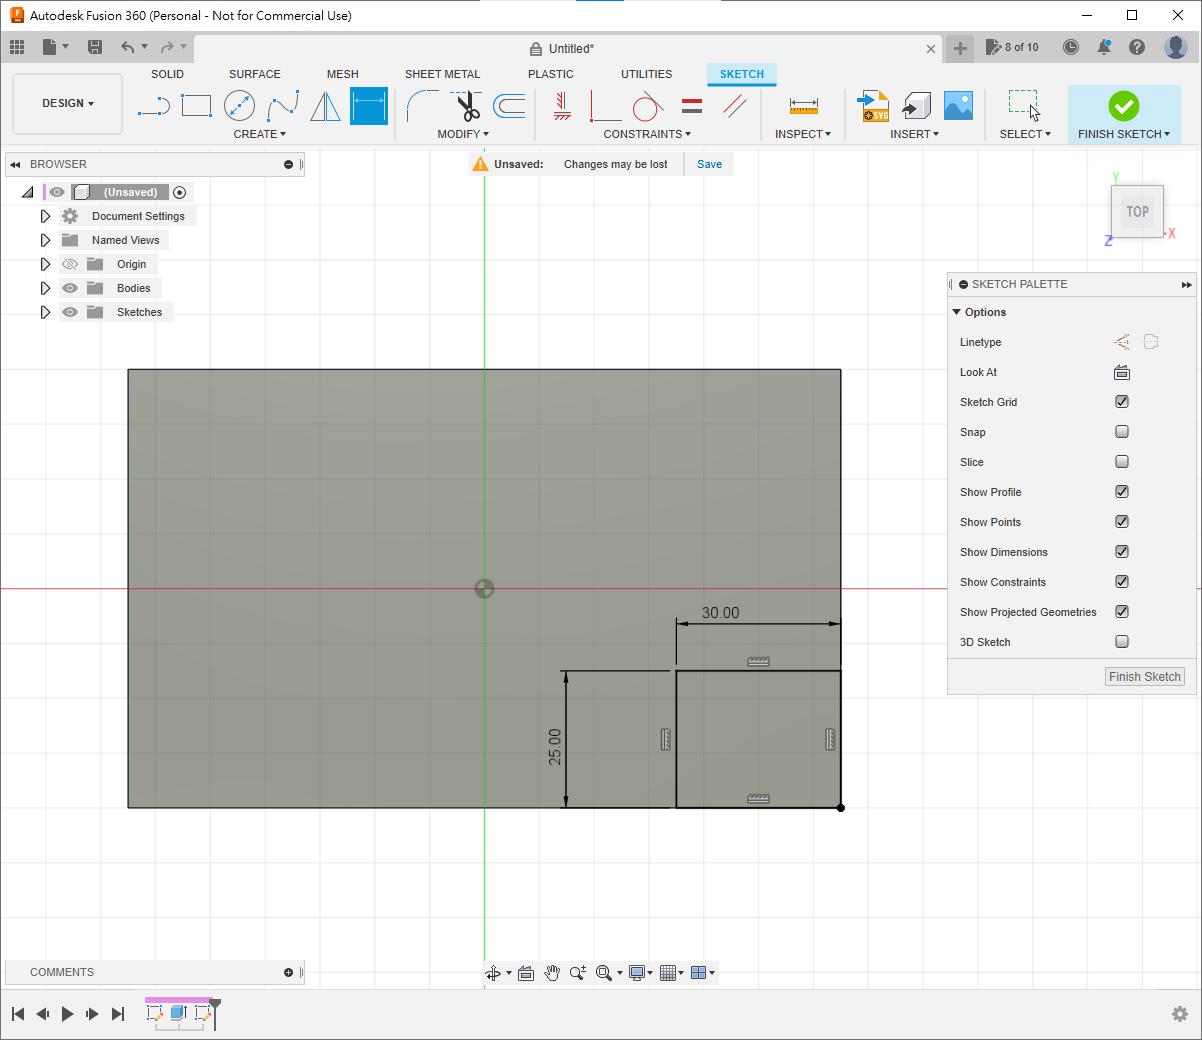 Autodesk Fusion 360 (Personal - Not for Commercial Use)
Untitled*
8 of 10
SOLID SURFACE MESH SHEET METAL PLASTIC UTILITIES SKETCH
DESIGN
SVG
CREATE MODIFY CONSTRAINTS INSPECT INSERT SELECT FINISH SKETCH
BROWSER
Unsaved: Changes may be lost Save
(Unsaved)
Document Settings
Named Views
Origin
Bodies
Sketches
Y
TOP
X
Z
SKETCH PALETTE
Options
Linetype
Look At
Sketch Grid
Snap
Slice
Show Profile
Show Points
Show Dimensions
Show Constraints
Show Projected Geometries
3D Sketch
Finish Sketch
30.00
25.00
COMMENTS